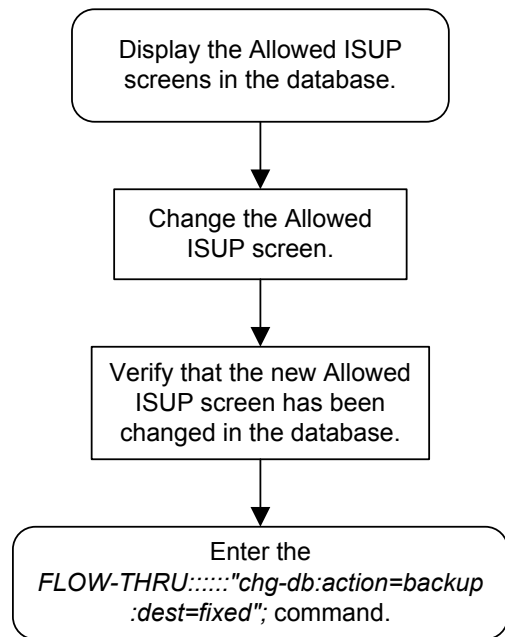 Display the Allowed ISUP
screens in the database.
Change the Allowed
ISUP screen.
Verify that the new Allowed
ISUP screen has been
changed in the database.
Enter the
FLOW-THRU::::::"chg-db:action=backup
:dest=fixed"; command.